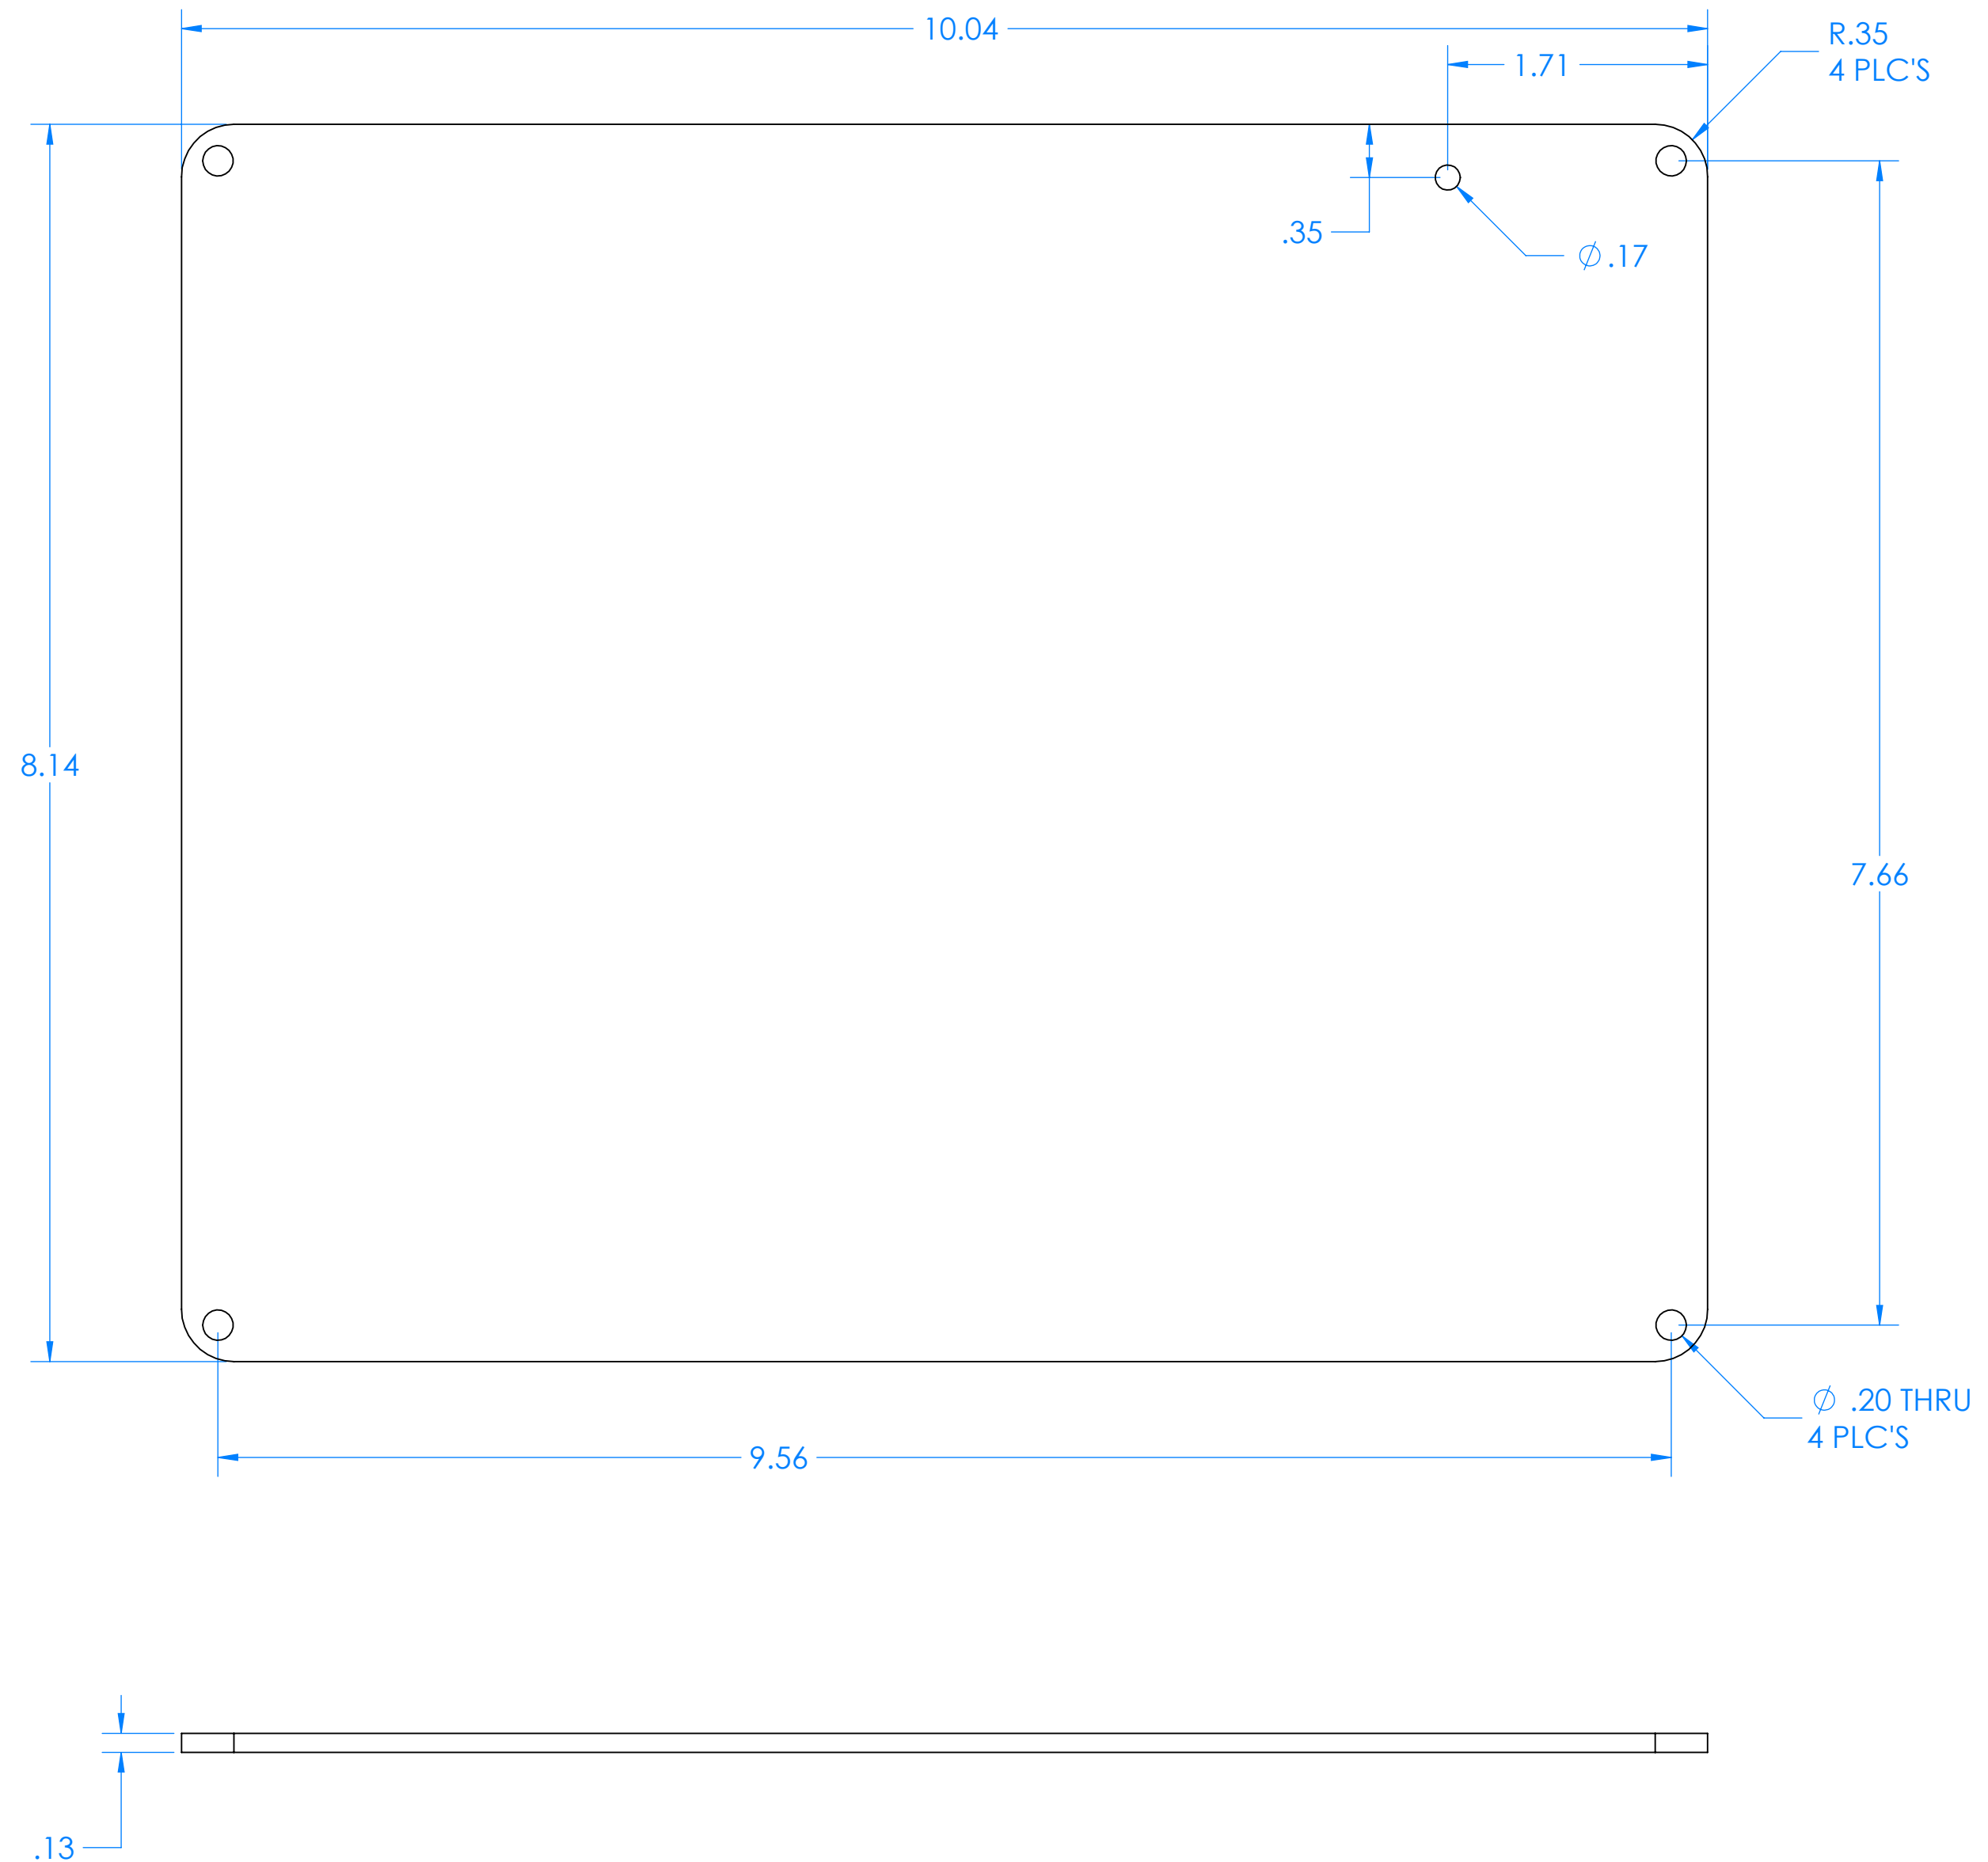 10.04
R.35
4 PLC'S
1.71
.35
∅ .17
8.14
7.66
∅ .20 THRU
4 PLC'S
9.56
.13